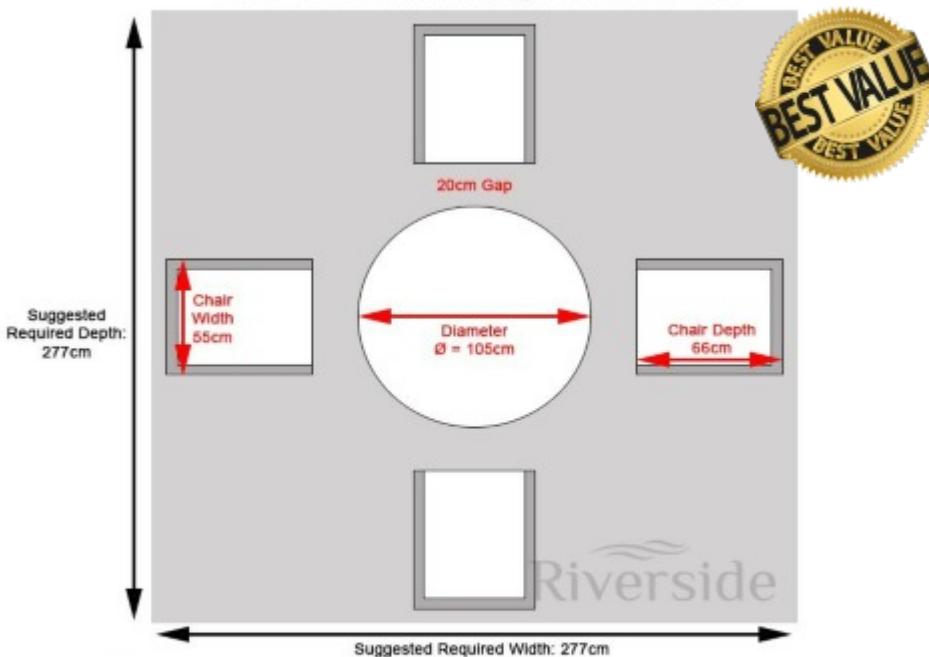 BEST VALUE
BEST VALUE
BEST VALUE
20cm Gap
Chair
Width
55cm
Diameter
Ø = 105cm
Chair Depth
66cm
Suggested
Required Depth:
277cm
Riverside
Suggested Required Width: 277cm